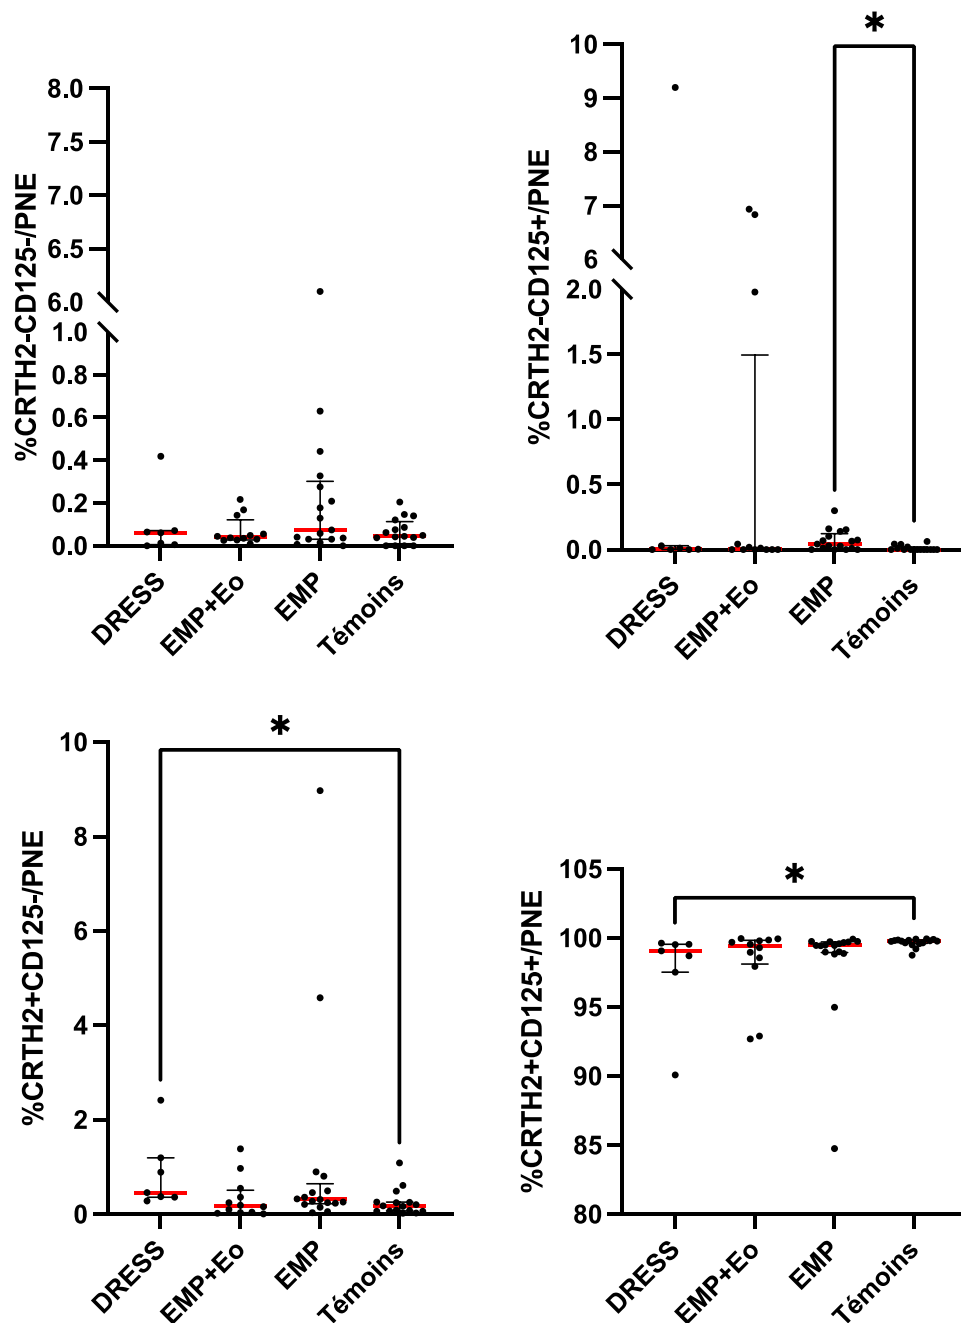 %CRTH2-CD125-/PNE
8.0
7.5
7.0
6.5
6.0
1.0
0.8
0.6
0.4
0.2
0.0
DRESS
EMP+Eo
EMP
Témoins
%CRTH2-CD125+/PNE
10
9
8
7
6
2.0
1.5
1.0
0.5
0.0
*
DRESS
EMP+Eo
EMP
Témoins
%CRTH2+CD125-/PNE
10
8
6
4
2
0
*
DRESS
EMP+Eo
EMP
Témoins
%CRTH2+CD125+/PNE
105
100
95
90
85
80
*
DRESS
EMP+Eo
EMP
Témoins